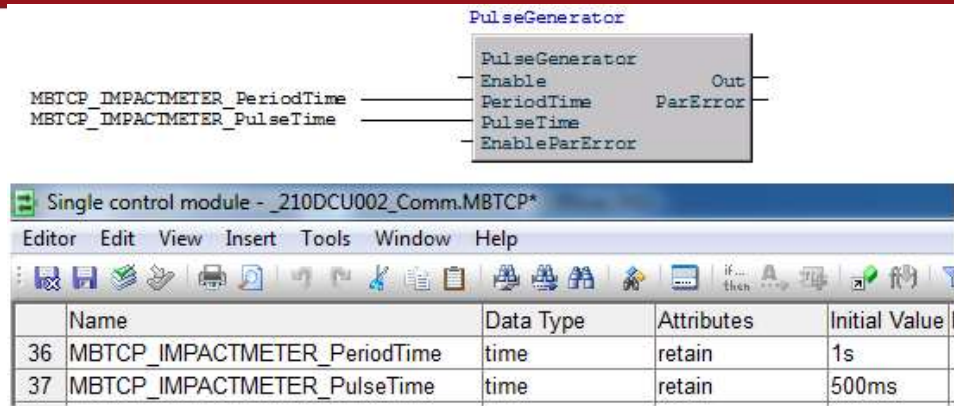 PulseGenerator
PulseGenerator
Enable Out
MBTCP_IMPACTMETER_PeriodTime PeriodTime ParError
MBTCP_IMPACTMETER_PulseTime PulseTime
EnableParError
Single control module - _210DCU002_Comm.MBTCP*
Editor Edit View Insert Tools Window Help
if... then A
Name Data Type Attributes Initial Value
36 MBTCP_IMPACTMETER_PeriodTime time retain 1s
37 MBTCP_IMPACTMETER_PulseTime time retain 500ms